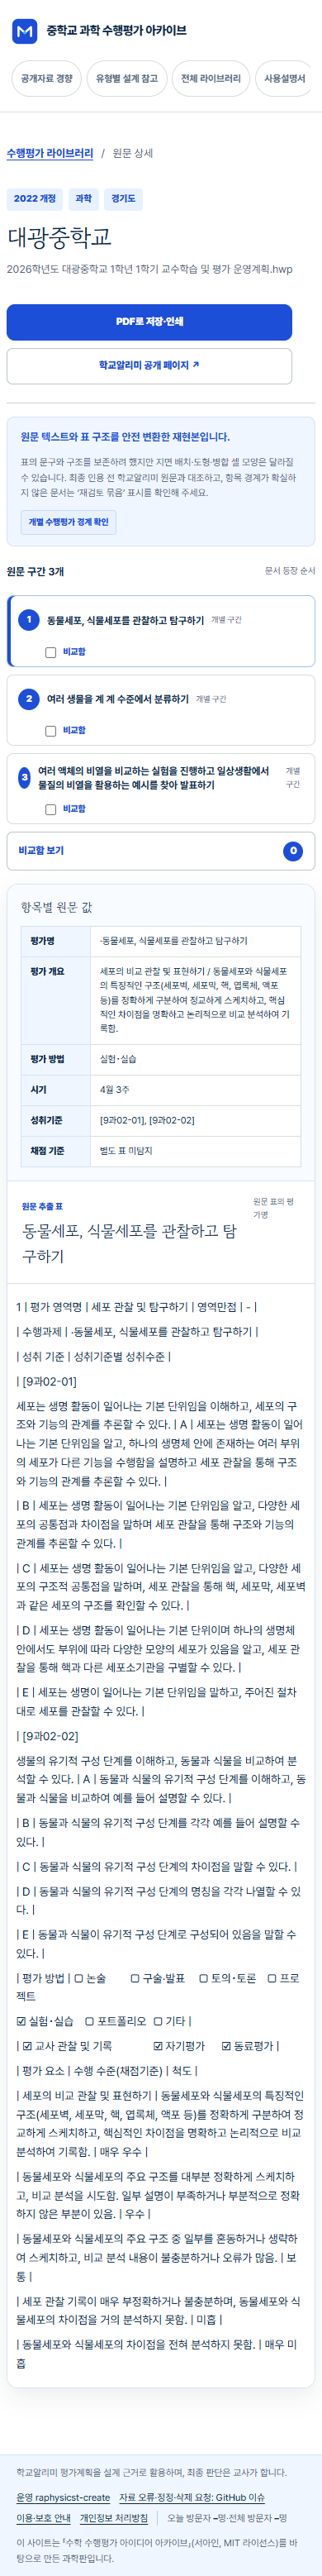 중학교 과학 수행평가 아카이브
공개자료 경향
유형별 설계 참고
전체 라이브러리
사용설명서
수행평가 라이브러리 / 원문 상세
2022 개정
과학
경기도
대광중학교
2026학년도 대광중학교 1학년 1학기 교수학습 및 평가 운영계획.hwp
PDF로 저장·인쇄
학교알리미 공개 페이지 ↗
원문 텍스트와 표 구조를 안전 변환한 재현본입니다.
표의 문구와 구조를 보존하려 했지만 지면 배치·도형·병합 셀 모양은 달라질
수 있습니다. 최종 인용 전 학교알리미 원문과 대조하고, 항목 경계가 확실하
지 않은 문서는 '재검토 묶음' 표시를 확인해 주세요.
개별 수행평가 경계 확인
원문 구간 3개
문서 등장 순서
1 동물세포, 식물세포를 관찰하고 탐구하기 개별 구간
비교함
2 여러 생물을 계 계 수준에서 분류하기 개별 구간
비교함
3 여러 액체의 비열을 비교하는 실험을 진행하고 일상생활에서
물질의 비열을 활용하는 예시를 찾아 발표하기
개별
구간
비교함
비교함 보기 0
항목별 원문 값
평가명 ·동물세포, 식물세포를 관찰하고 탐구하기
평가 개요 세포의 비교 관찰 및 표현하기 / 동물세포와 식물세포
의 특징적인 구조(세포벽, 세포막, 핵, 엽록체, 액포
등)를 정확하게 구분하여 정교하게 스케치하고, 핵심
적인 차이점을 명확하고 논리적으로 비교 분석하여 기
록함.
평가 방법 실험·실습
시기 4월 3주
성취기준 [9과02-01], [9과02-02]
채점 기준 별도 표 미탐지
원문 추출 표
원문 표의 평
가명
동물세포, 식물세포를 관찰하고 탐
구하기
1 | 평가 영역명 | 세포 관찰 및 탐구하기 | 영역만점 | - |
| 수행과제 | ·동물세포, 식물세포를 관찰하고 탐구하기 |
| 성취 기준 | 성취기준별 성취수준 |
| [9과02-01]
세포는 생명 활동이 일어나는 기본 단위임을 이해하고, 세포의 구
조와 기능의 관계를 추론할 수 있다. | A | 세포는 생명 활동이 일어
나는 기본 단위임을 알고, 하나의 생명체 안에 존재하는 여러 부위
의 세포가 다른 기능을 수행함을 설명하고 세포 관찰을 통해 구조
와 기능의 관계를 추론할 수 있다. |
| B | 세포는 생명 활동이 일어나는 기본 단위임을 알고, 다양한 세
포의 공통점과 차이점을 말하며 세포 관찰을 통해 구조와 기능의
관계를 추론할 수 있다. |
| C | 세포는 생명 활동이 일어나는 기본 단위임을 알고, 다양한 세
포의 구조적 공통점을 말하며, 세포 관찰을 통해 핵, 세포막, 세포벽
과 같은 세포의 구조를 확인할 수 있다. |
| D | 세포는 생명 활동이 일어나는 기본 단위이며 하나의 생명체
안에서도 부위에 따라 다양한 모양의 세포가 있음을 알고, 세포 관
찰을 통해 핵과 다른 세포소기관을 구별할 수 있다. |
| E | 세포는 생명이 일어나는 기본 단위임을 말하고, 주어진 절차
대로 세포를 관찰할 수 있다. |
| [9과02-02]
생물의 유기적 구성 단계를 이해하고, 동물과 식물을 비교하여 분
석할 수 있다. | A | 동물과 식물의 유기적 구성 단계를 이해하고, 동
물과 식물을 비교하여 예를 들어 설명할 수 있다. |
| B | 동물과 식물의 유기적 구성 단계를 각각 예를 들어 설명할 수
있다. |
| C | 동물과 식물의 유기적 구성 단계의 차이점을 말할 수 있다. |
| D | 동물과 식물의 유기적 구성 단계의 명칭을 각각 나열할 수 있
다. |
| E | 동물과 식물이 유기적 구성 단계로 구성되어 있음을 말할 수
있다. |
| 평가 방법 | ☐ 논술 ☐ 구술·발표 ☐ 토의·토론 ☐ 프로
젝트
☑ 실험·실습 ☐ 포트폴리오 ☐ 기타 |
| ☑ 교사 관찰 및 기록 ☑ 자기평가 ☑ 동료평가 |
| 평가 요소 | 수행 수준(채점기준) | 척도 |
| 세포의 비교 관찰 및 표현하기 | 동물세포와 식물세포의 특징적인
구조(세포벽, 세포막, 핵, 엽록체, 액포 등)를 정확하게 구분하여 정
교하게 스케치하고, 핵심적인 차이점을 명확하고 논리적으로 비교
분석하여 기록함. | 매우 우수 |
| 동물세포와 식물세포의 주요 구조를 대부분 정확하게 스케치하
고, 비교 분석을 시도함. 일부 설명이 부족하거나 부분적으로 정확
하지 않은 부분이 있음. | 우수 |
| 동물세포와 식물세포의 주요 구조 중 일부를 혼동하거나 생략하
여 스케치하고, 비교 분석 내용이 불충분하거나 오류가 많음. | 보
통 |
| 세포 관찰 기록이 매우 부정확하거나 불충분하며, 동물세포와 식
물세포의 차이점을 거의 분석하지 못함. | 미흡 |
| 동물세포와 식물세포의 차이점을 전혀 분석하지 못함. | 매우 미
흡
학교알리미 평가계획을 설계 근거로 활용하며, 최종 판단은 교사가 합니다.
운영 raphysicst-create 자료 오류·정정·삭제 요청: GitHub 이슈
이용·보호 안내 개인정보 처리방침 오늘 방문자 –명·전체 방문자 –명
이 사이트는 「수학 수행평가 아이디어 아카이브」(서아인, MIT 라이선스)를 바
탕으로 만든 과학판입니다.